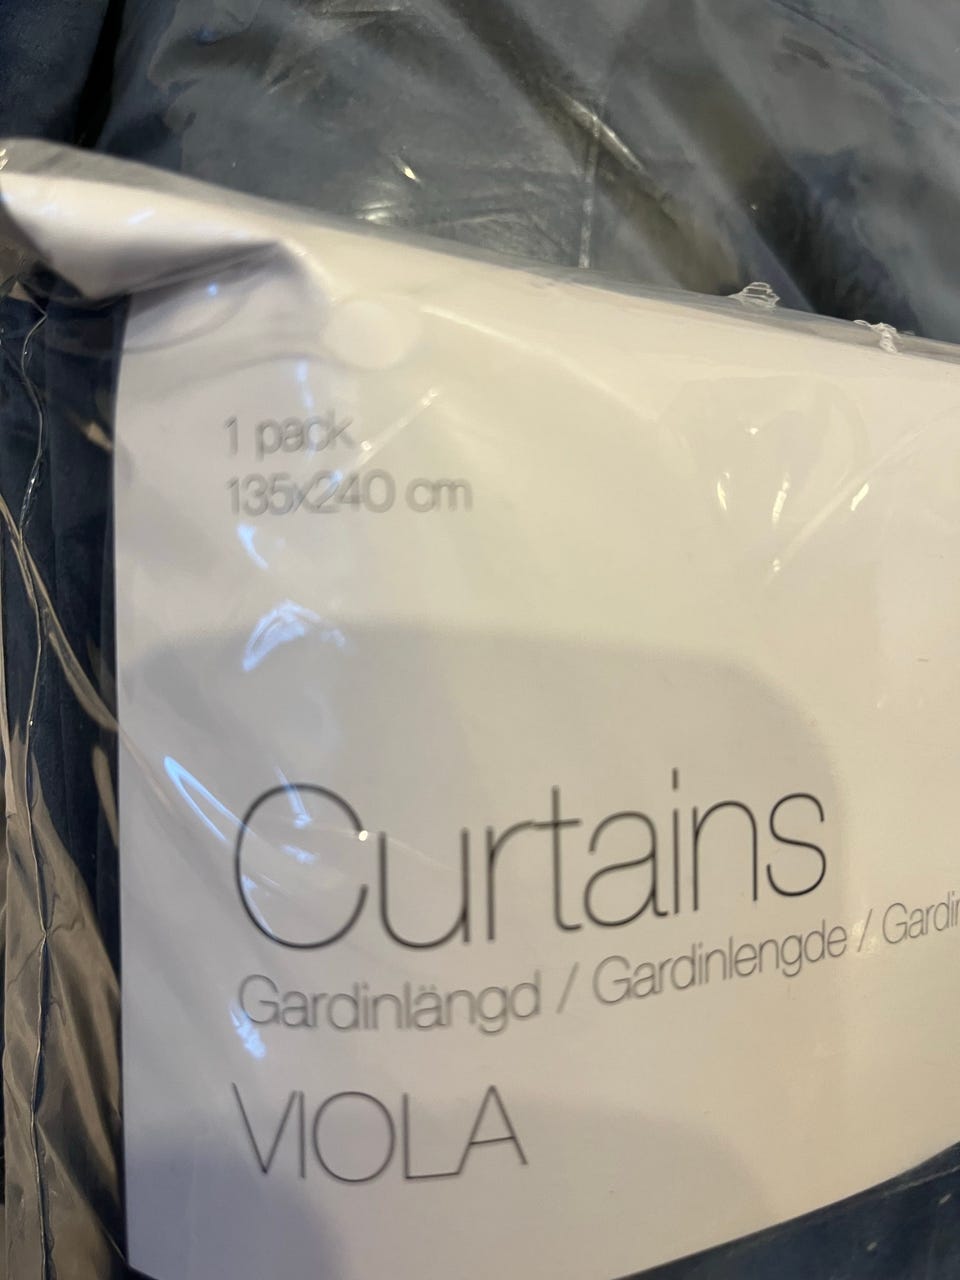 1 pack
135x240 cm
Curtains
Gardinlängd / Gardinlengde /
VIOLA